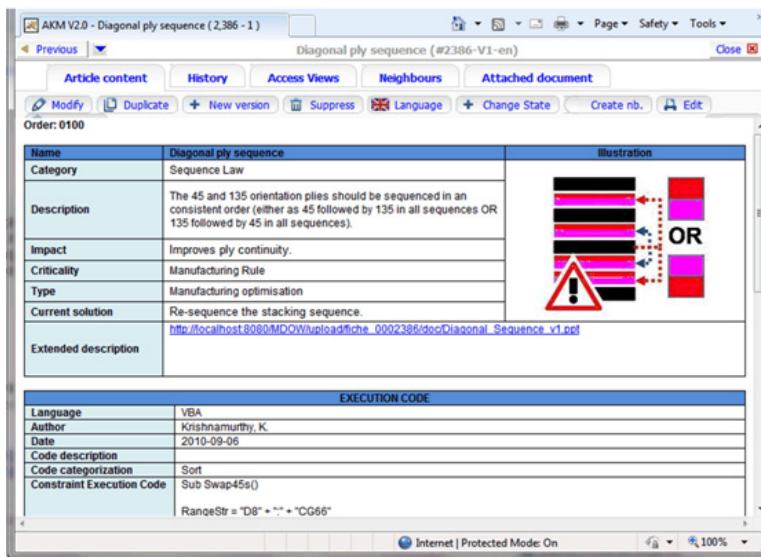 AKM V2.0 - Diagonal ply sequence ( 2,386 - 1 )
Page Safety Tools
Previous Diagonal ply sequence (#2386-V1-en) Close
Article content History Access Views Neighbours Attached document
Modify Duplicate + New version Suppress Language + Change State Create nb. Edit
Order: 0100
Name Diagonal ply sequence Illustration
Category Sequence Law
Description The 45 and 135 orientation plies should be sequenced in an
consistent order (either as 45 followed by 135 in all sequences OR
135 followed by 45 in all sequences).
OR
Impact Improves ply continuity.
Criticality Manufacturing Rule
Type Manufacturing optimisation
Current solution Re-sequence the stacking sequence.
Extended description http://localhost:8080/MDOW/upload/fiche_0002386/doc/Diagonal_Sequence_v1.ppt
EXECUTION CODE
Language VBA
Author Krishnamurthy, K.
Date 2010-09-06
Code description
Code categorization Sort
Constraint Execution Code Sub Swap45s()
RangeStr = "D8" + ":" + "CG66"
Internet | Protected Mode: On 100%